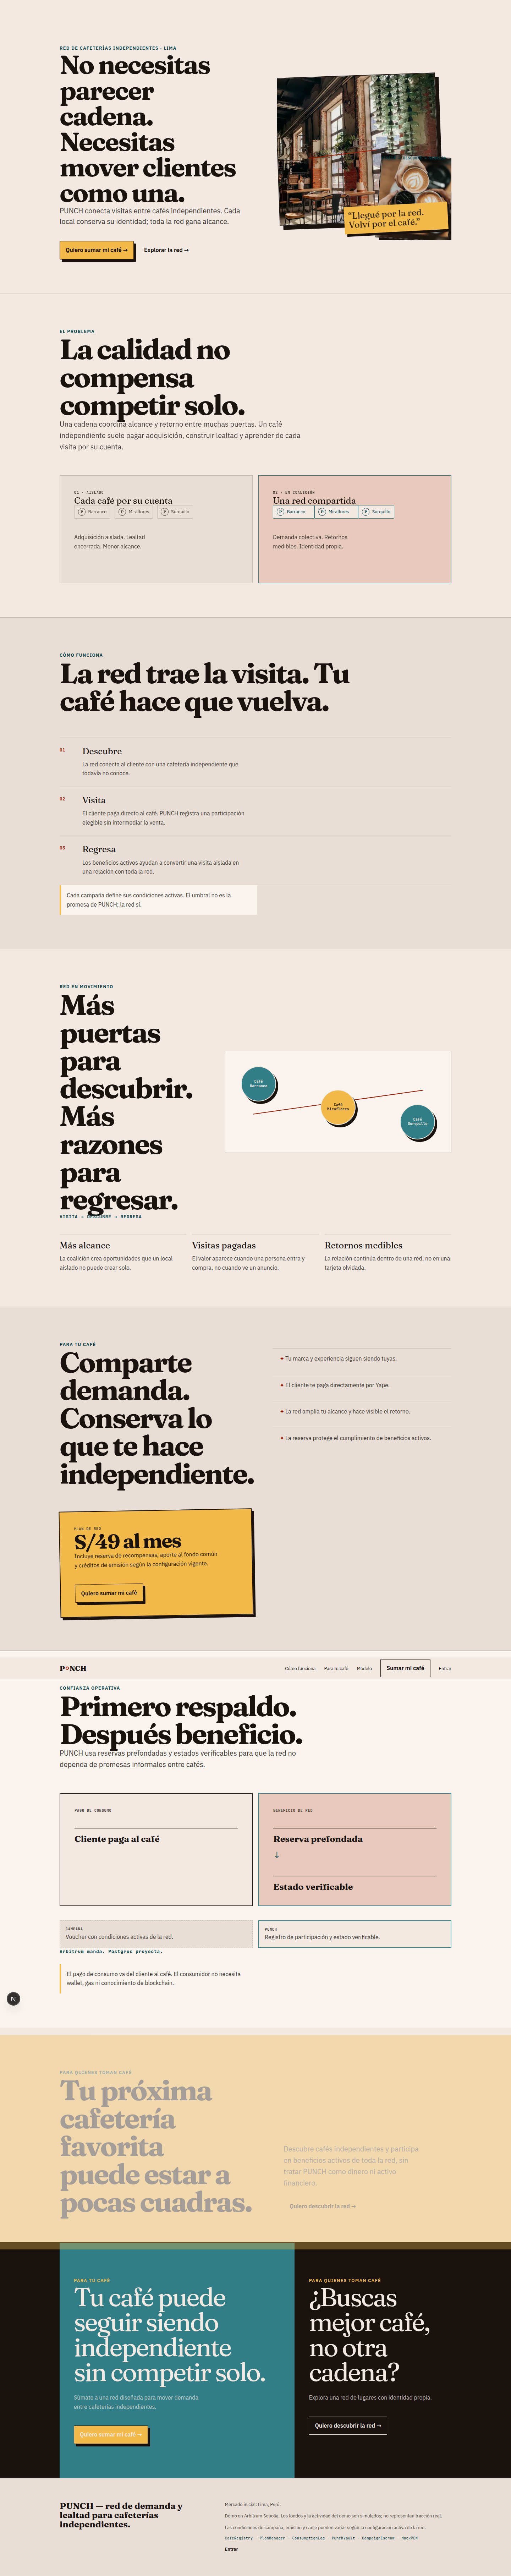 RED DE CAFETERÍAS INDEPENDIENTES · LIMA
No necesitas
parecer
cadena.
Necesitas
mover clientes
como una.
PUNCH conecta visitas entre cafés independientes. Cada
local conserva su identidad; toda la red gana alcance.
Quiero sumar mi café →
Explorar la red →
“Llegué por la red.
Volví por el café.”
EL PROBLEMA
La calidad no
compensa
competir solo.
Una cadena coordina alcance y retorno entre muchas puertas. Un café
independiente suele pagar adquisición, construir lealtad y aprender de cada
visita por su cuenta.
01 · AISLADO
Cada café por su cuenta
P Barranco
P Miraflores
P Surquillo
Adquisición aislada. Lealtad
encerrada. Menor alcance.
02 · EN COALICIÓN
Una red compartida
P Barranco
P Miraflores
P Surquillo
Demanda colectiva. Retornos
medibles. Identidad propia.
CÓMO FUNCIONA
La red trae la visita. Tu
café hace que vuelva.
01
Descubre
La red conecta al cliente con una cafetería independiente que
todavía no conoce.
02
Visita
El cliente paga directo al café. PUNCH registra una participación
elegible sin intermediar la venta.
03
Regresa
Los beneficios activos ayudan a convertir una visita aislada en
una relación con toda la red.
Cada campaña define sus condiciones activas. El umbral no es la
promesa de PUNCH; la red sí.
RED EN MOVIMIENTO
Más
puertas
para
descubrir.
Más
razones
para
regresar.
VISITA → DESCUBRE → REGRESA
Café
Barranco
Café
Miraflores
Café
Surquillo
Más alcance
La coalición crea oportunidades que un local
aislado no puede crear solo.
Visitas pagadas
El valor aparece cuando una persona entra y
compra, no cuando ve un anuncio.
Retornos medibles
La relación continúa dentro de una red, no en una
tarjeta olvidada.
PARA TU CAFÉ
Comparte
demanda.
Conserva lo
que te hace
independiente.
✦ Tu marca y experiencia siguen siendo tuyas.
✦ El cliente te paga directamente por Yape.
✦ La red amplía tu alcance y hace visible el retorno.
✦ La reserva protege el cumplimiento de beneficios activos.
PLAN DE RED
S/49 al mes
Incluye reserva de recompensas, aporte al fondo común
y créditos de emisión según la configuración vigente.
Quiero sumar mi café
PUNCH
Cómo funciona
Para tu café
Modelo
Sumar mi café
Entrar
CONFIANZA OPERATIVA
Primero respaldo.
Después beneficio.
PUNCH usa reservas prefondadas y estados verificables para que la red no
dependa de promesas informales entre cafés.
PAGO DE CONSUMO
Cliente paga al café
BENEFICIO DE RED
Reserva prefondada
↓
Estado verificable
CAMPAÑA
Voucher con condiciones activas de la red.
PUNCH
Registro de participación y estado verificable.
Arbitrum manda. Postgres proyecta.
El pago de consumo va del cliente al café. El consumidor no necesita
wallet, gas ni conocimiento de blockchain.
N
PARA QUIENES TOMAN CAFÉ
Tu próxima
cafetería
favorita
puede estar a
pocas cuadras.
Descubre cafés independientes y participa
en beneficios activos de toda la red, sin
tratar PUNCH como dinero ni activo
financiero.
Quiero descubrir la red →
PARA TU CAFÉ
Tu café puede
seguir siendo
independiente
sin competir solo.
Súmate a una red diseñada para mover demanda
entre cafeterías independientes.
Quiero sumar mi café →
PARA QUIENES TOMAN CAFÉ
¿Buscas
mejor café,
no otra
cadena?
Explora una red de lugares con identidad propia.
Quiero descubrir la red →
PUNCH — red de demanda y
lealtad para cafeterías
independientes.
Mercado inicial: Lima, Perú.
Demo en Arbitrum Sepolia. Los fondos y la actividad del demo son simulados; no representan tracción real.
Las condiciones de campaña, emisión y canje pueden variar según la configuración activa de la red.
CafeRegistry · PlanManager · ConsumptionLog · PunchVault · CampaignEscrow · MockPEN
Entrar